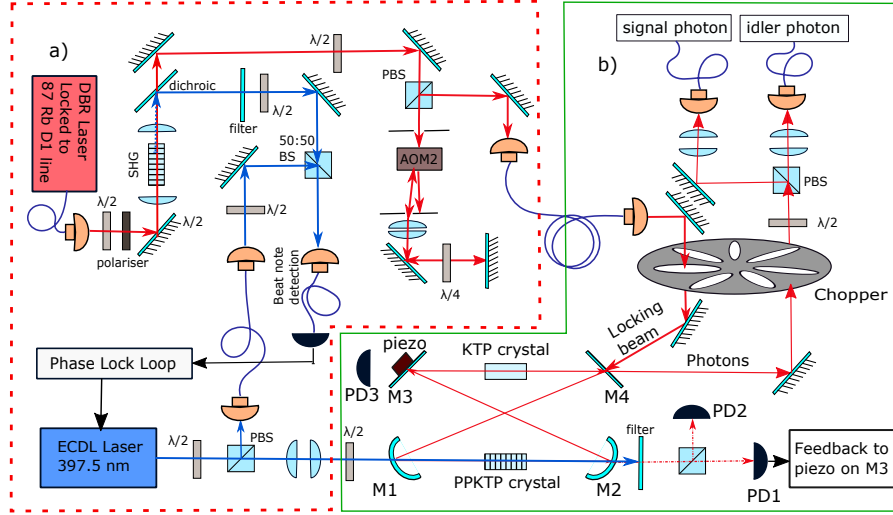 a)
λ/2
signal photon
idler photon
b)
DBR Laser
Locked to
87 Rb D1 line
dichroic
PBS
filter
λ/2
50:50
BS
SHG
AOM2
PBS
λ/2
λ/2
polariser
λ/2
λ/2
λ/4
Beat note
detection
Chopper
Locking
beam
Phase Lock Loop
piezo
KTP crystal
Photons
M3
M4
PD3
PD2
ECDL Laser
397.5 nm
λ/2
PBS
λ/2
filter
M1
PPKTP crystal
M2
PD1
Feedback to
piezo on M3